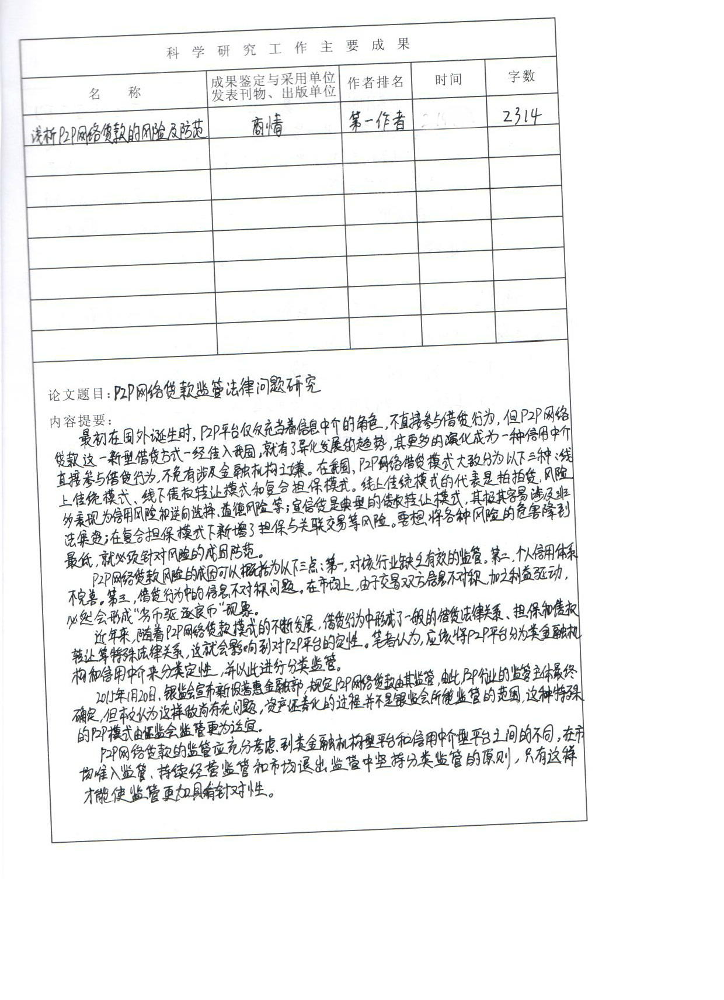 科学研究工作主要成果
名称
成果鉴定与采用单位
发表刊物、出版单位
作者排名
时间
字数
浅析P2P网络贷款的风险及防范
商情
第一作者
2314
论文题目：P2P网络贷款监管法律问题研究
内容提要：
最初在国外诞生时，P2P平台仅仅充当着信息中介的角色，不直接参与借贷行为，但P2P网络
贷款这一新型借贷方式一经传入我国，就有了异化发展的趋势，其更多的演化成为一种信用中介
直接参与借贷行为，不免有涉及金融机构之嫌。在我国，P2P网络借贷模式大致分为以下三种：线
上传统模式、线下债权转让模式和复合担保模式。线上传统模式的代表是拍拍贷，风险
多表现为信用风险和逆向选择、道德风险等；宜信贷是典型的债权转让模式，其极其容易涉及非
法集资；在复合担保模式下新增了担保与关联交易等风险。要想将各种风险的危害降到
最低，就必须针对风险的成因防范。
P2P网络贷款风险的成因可以概括为以下三点：第一，对该行业缺乏有效的监管。第二，个人信用体系
不完善。第三，借贷行为中的信息不对称问题。在市场上，由于交易双方信息不对称，加之利益驱动，
必然会形成“劣币驱逐良币”现象。
近年来，随着P2P网络贷款模式的不断发展，借贷行为中形成了一般的借贷法律关系、担保和债权
转让等特殊法律关系，这就会影响到对P2P平台的定性。笔者认为，应该将P2P平台分为类金融机
构和信用中介来分类定性，并以此进行分类监管。
2015年1月20日，银监会宣布新设普惠金融部，规定P2P网络贷款由其监管，由此，P2P行业的监管主体最终
确定，但本文认为这样做尚存在问题，资产证券化的过程并不是银监会所能监管的范围，这种特殊
的P2P模式由证监会监管更为适宜。
P2P网络贷款的监管应充分考虑到类金融机构型平台和信用中介型平台之间的不同，在市
场准入监管、持续经营监管和市场退出监管中坚持分类监管的原则，只有这样
才能使监管更加具有针对性。